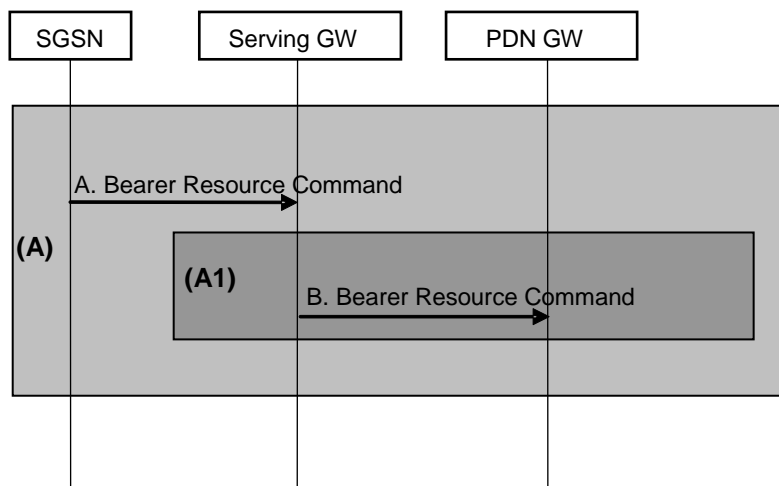 SGSN
Serving GW
PDN GW
A. Bearer Resource Command
(A)
(A1)
B. Bearer Resource Command